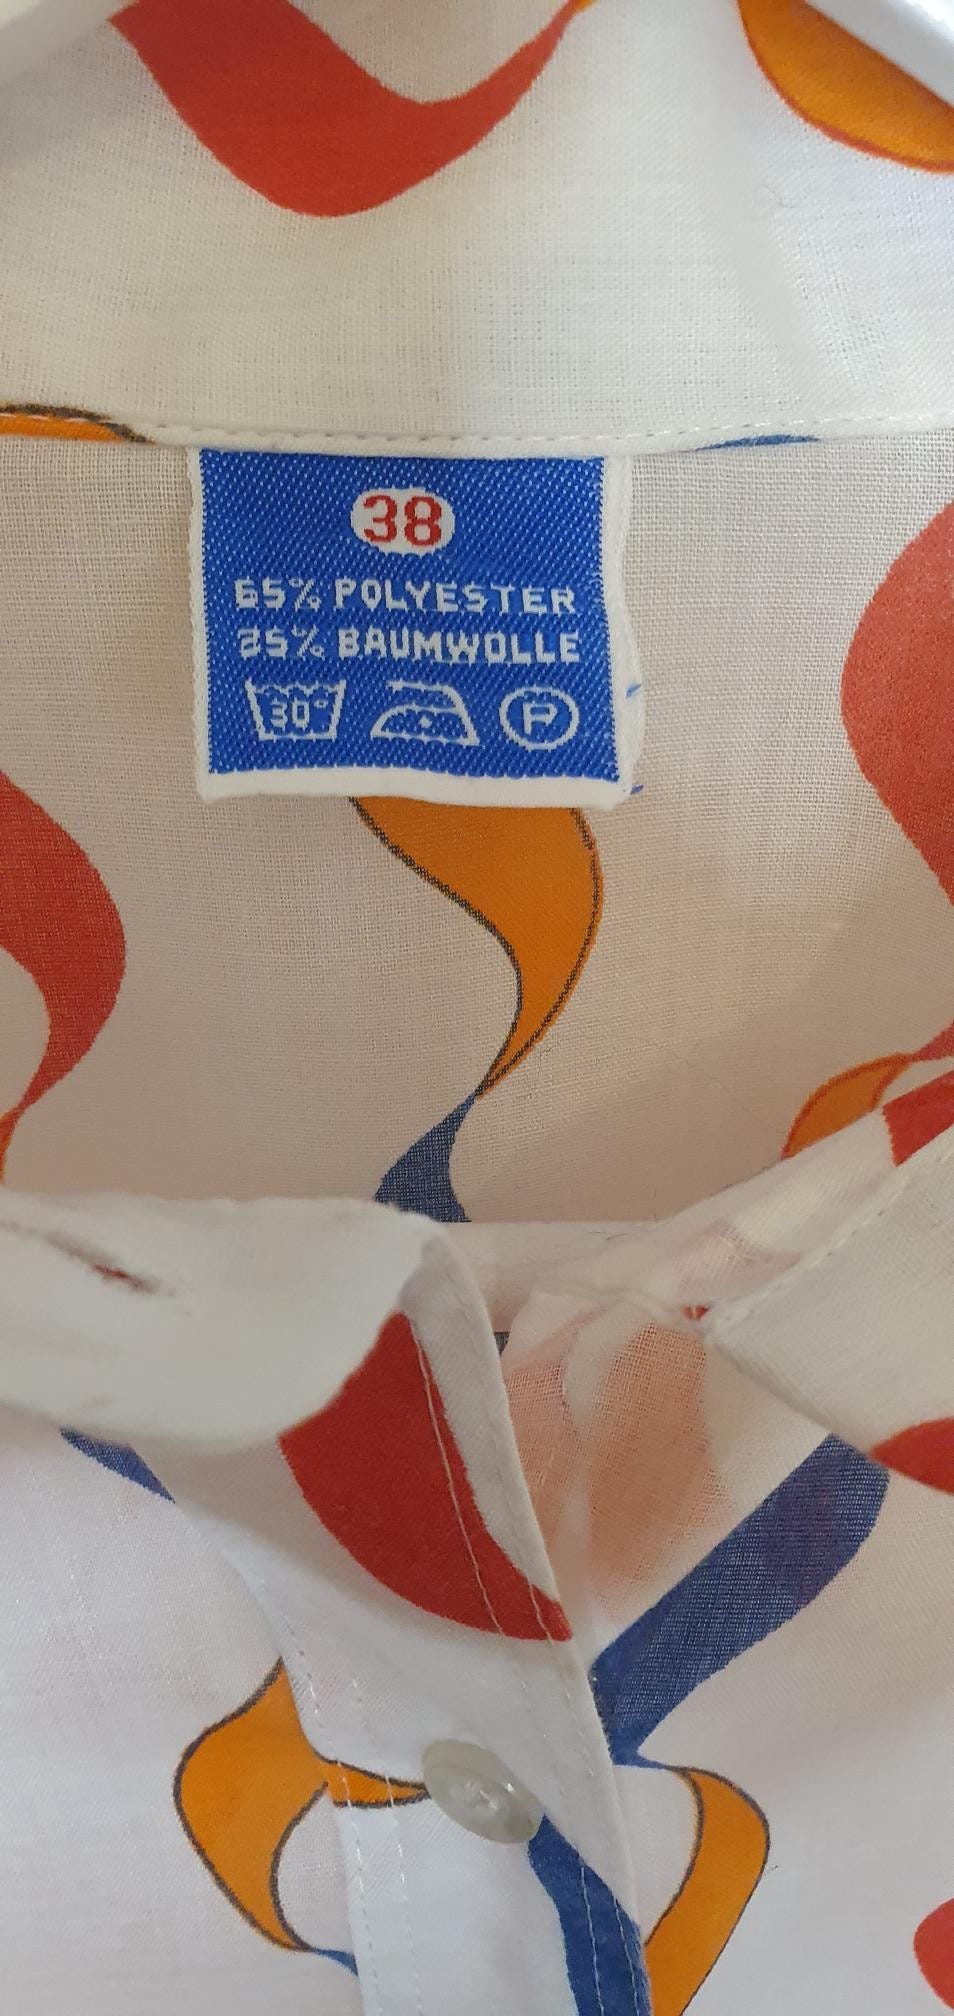 38
65% POLYESTER
35% BAUMWOLLE
30° P